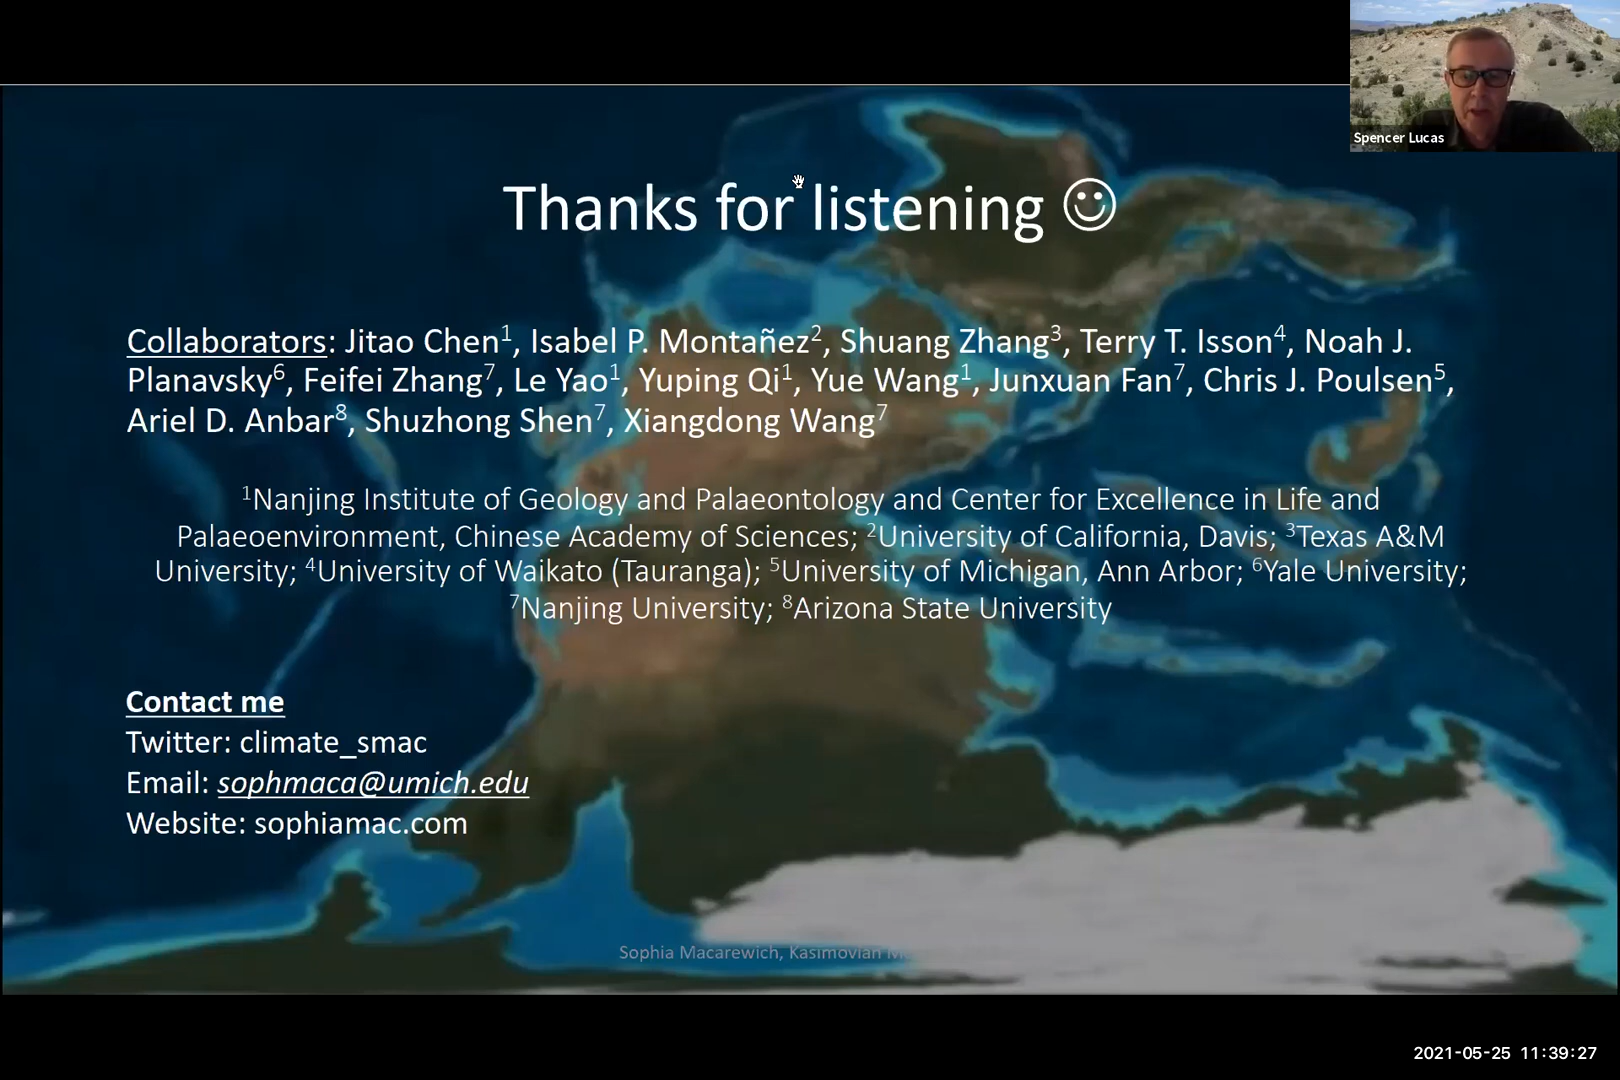 Spencer Lucas
Thanks for listening ☺
Collaborators: Jitao Chen¹, Isabel P. Montañez², Shuang Zhang³, Terry T. Isson⁴, Noah J.
Planavsky⁶, Feifei Zhang⁷, Le Yao¹, Yuping Qi¹, Yue Wang¹, Junxuan Fan⁷, Chris J. Poulsen⁵,
Ariel D. Anbar⁸, Shuzhong Shen⁷, Xiangdong Wang⁷
¹Nanjing Institute of Geology and Palaeontology and Center for Excellence in Life and
Palaeoenvironment, Chinese Academy of Sciences; ²University of California, Davis; ³Texas A&M
University; ⁴University of Waikato (Tauranga); ⁵University of Michigan, Ann Arbor; ⁶Yale University;
⁷Nanjing University; ⁸Arizona State University
Contact me
Twitter: climate_smac
Email: sophmaca@umich.edu
Website: sophiamac.com
Sophia Macarewich, Kasimovian
2021-05-25 11:39:27